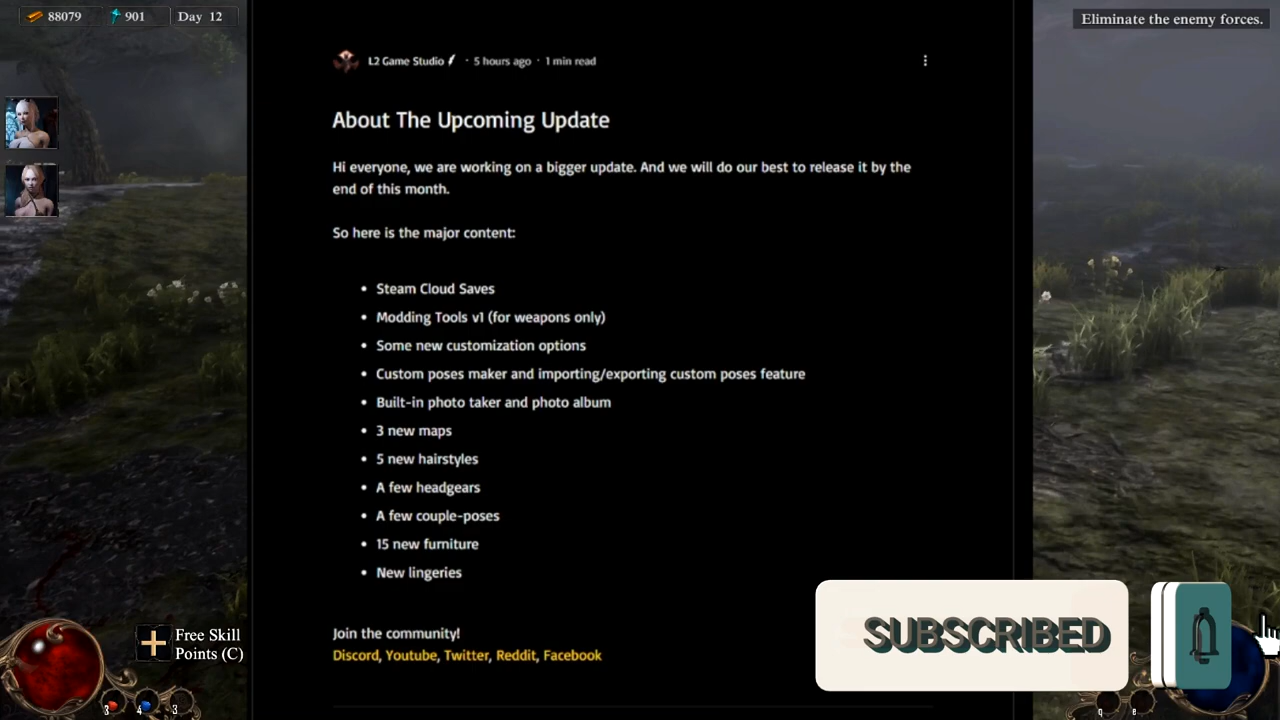 88079 901 Day 12
Eliminate the enemy forces.
L2 Game Studio · 5 hours ago · 1 min read
About The Upcoming Update
Hi everyone, we are working on a bigger update. And we will do our best to release it by the
end of this month.
So here is the major content:
• Steam Cloud Saves
• Modding Tools v1 (for weapons only)
• Some new customization options
• Custom poses maker and importing/exporting custom poses feature
• Built-in photo taker and photo album
• 3 new maps
• 5 new hairstyles
• A few headgears
• A few couple-poses
• 15 new furniture
• New lingeries
Join the community!
Discord, Youtube, Twitter, Reddit, Facebook
SUBSCRIBED
Free Skill
Points (C)
3 4 3
q e